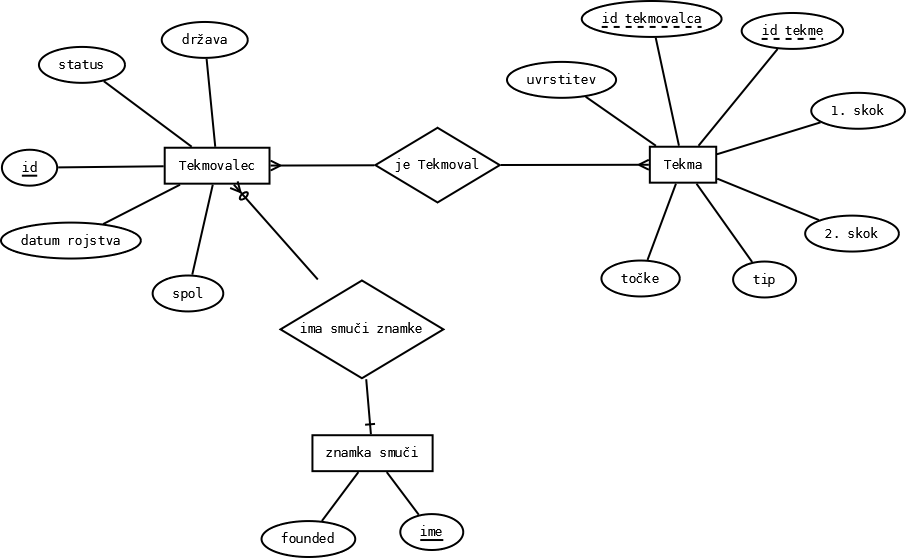 id tekmovalca
id tekme
država
status
uvrstitev
1. skok
Tekmovalec
je Tekmoval
Tekma
id
datum rojstva
2. skok
spol
točke
tip
ima smuči znamke
znamka smuči
founded
ime